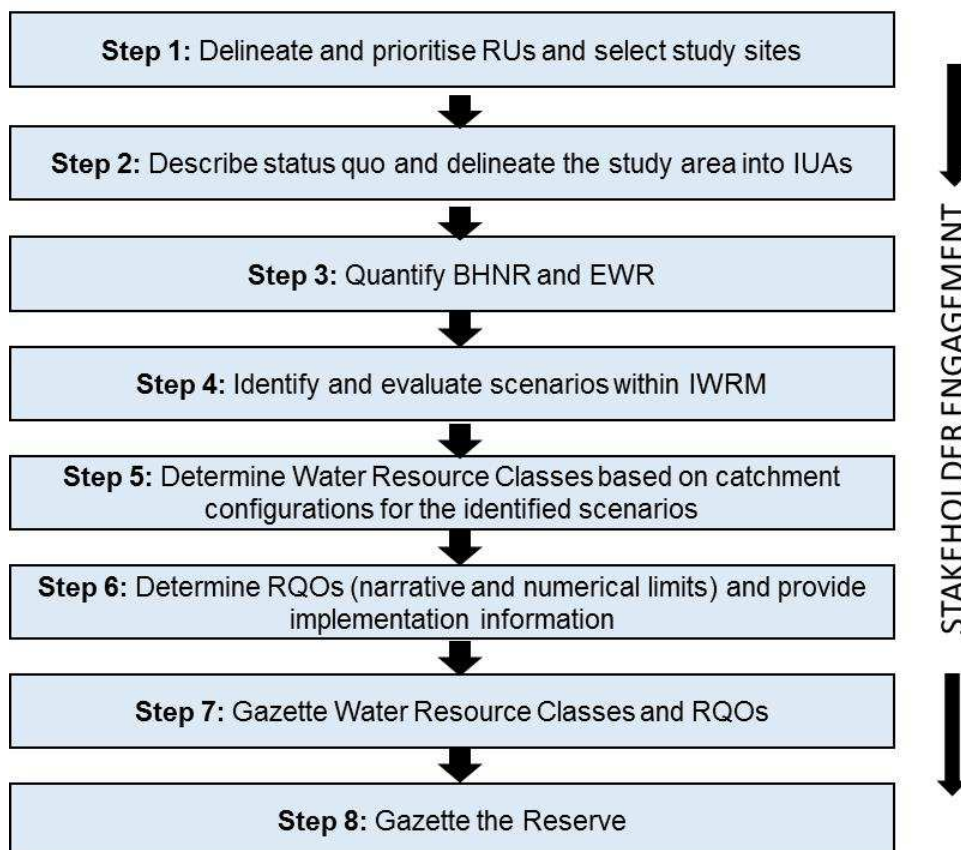 Step 1: Delineate and prioritise RUs and select study sites
Step 2: Describe status quo and delineate the study area into IUAs
Step 3: Quantify BHNR and EWR
Step 4: Identify and evaluate scenarios within IWRM
Step 5: Determine Water Resource Classes based on catchment
configurations for the identified scenarios
Step 6: Determine RQOs (narrative and numerical limits) and provide
implementation information
Step 7: Gazette Water Resource Classes and RQOs
Step 8: Gazette the Reserve
STAKEHOLDER ENGAGEMENT